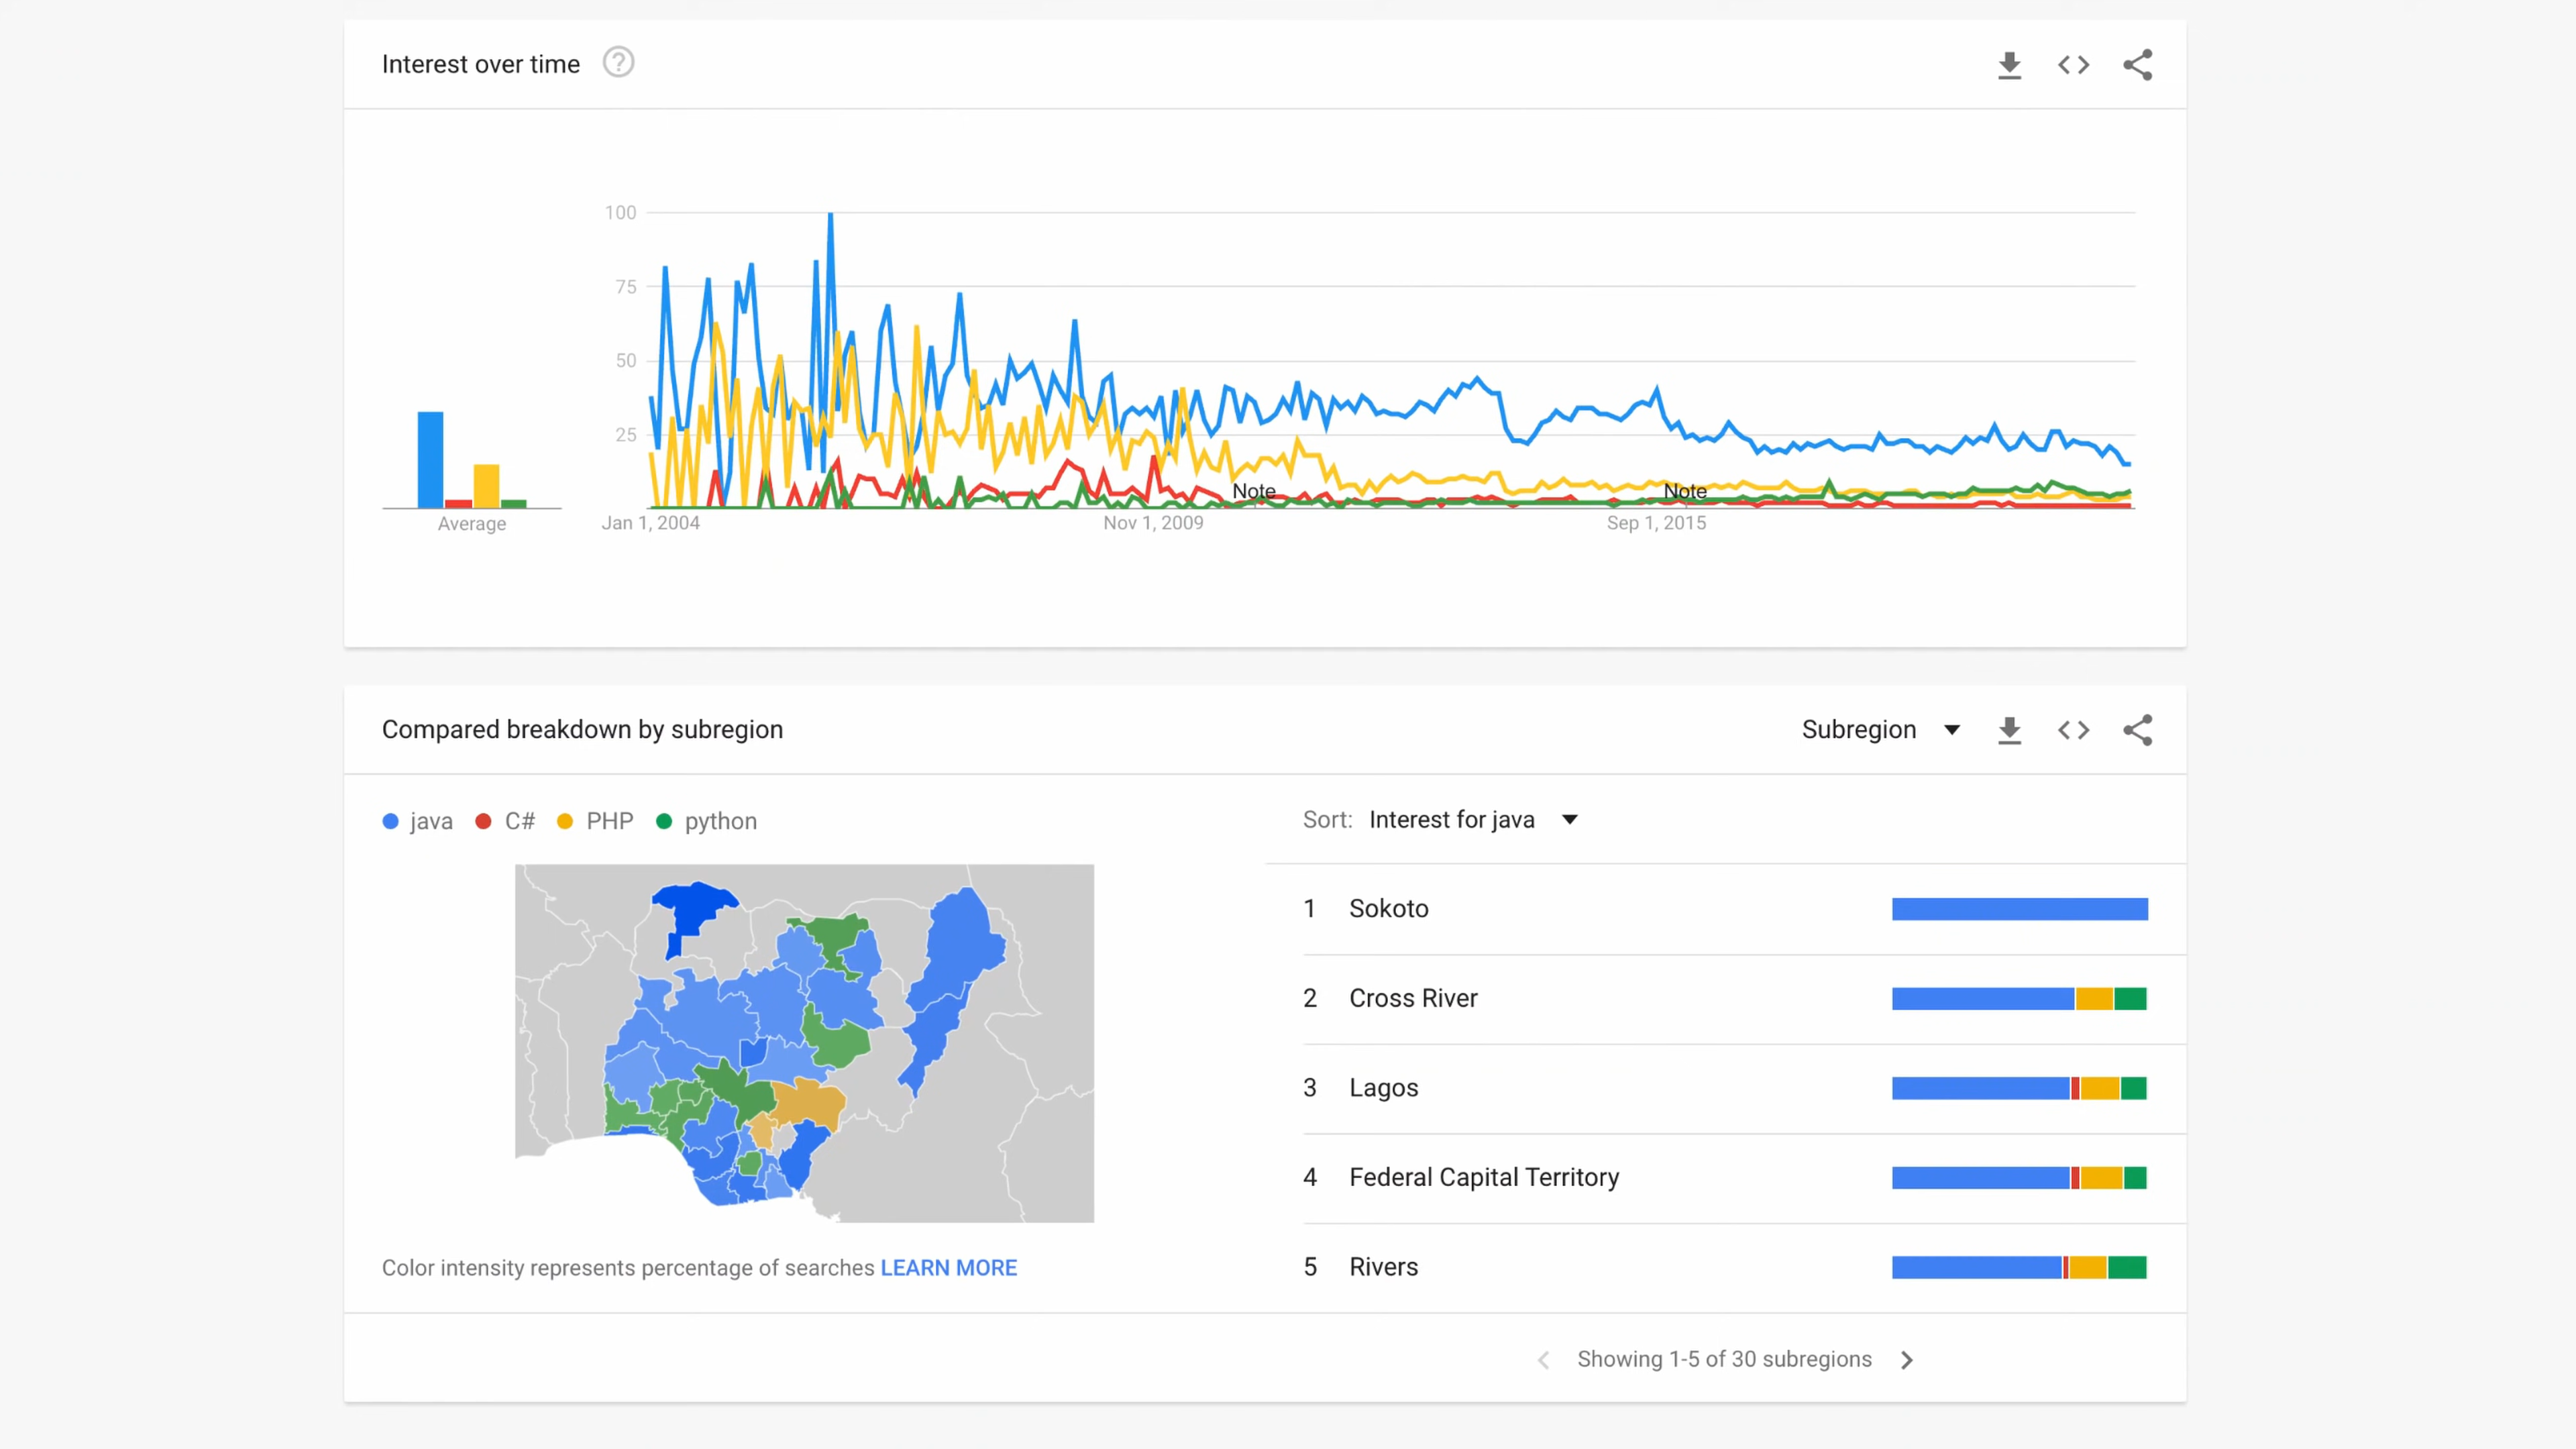 Interest over time
100
75
50
25
Note
Note
Average
Jan 1, 2004
Nov 1, 2009
Sep 1, 2015
Compared breakdown by subregion
Subregion
java C# PHP python
Sort: Interest for java
1 Sokoto
2 Cross River
3 Lagos
4 Federal Capital Territory
5 Rivers
Color intensity represents percentage of searches LEARN MORE
Showing 1-5 of 30 subregions